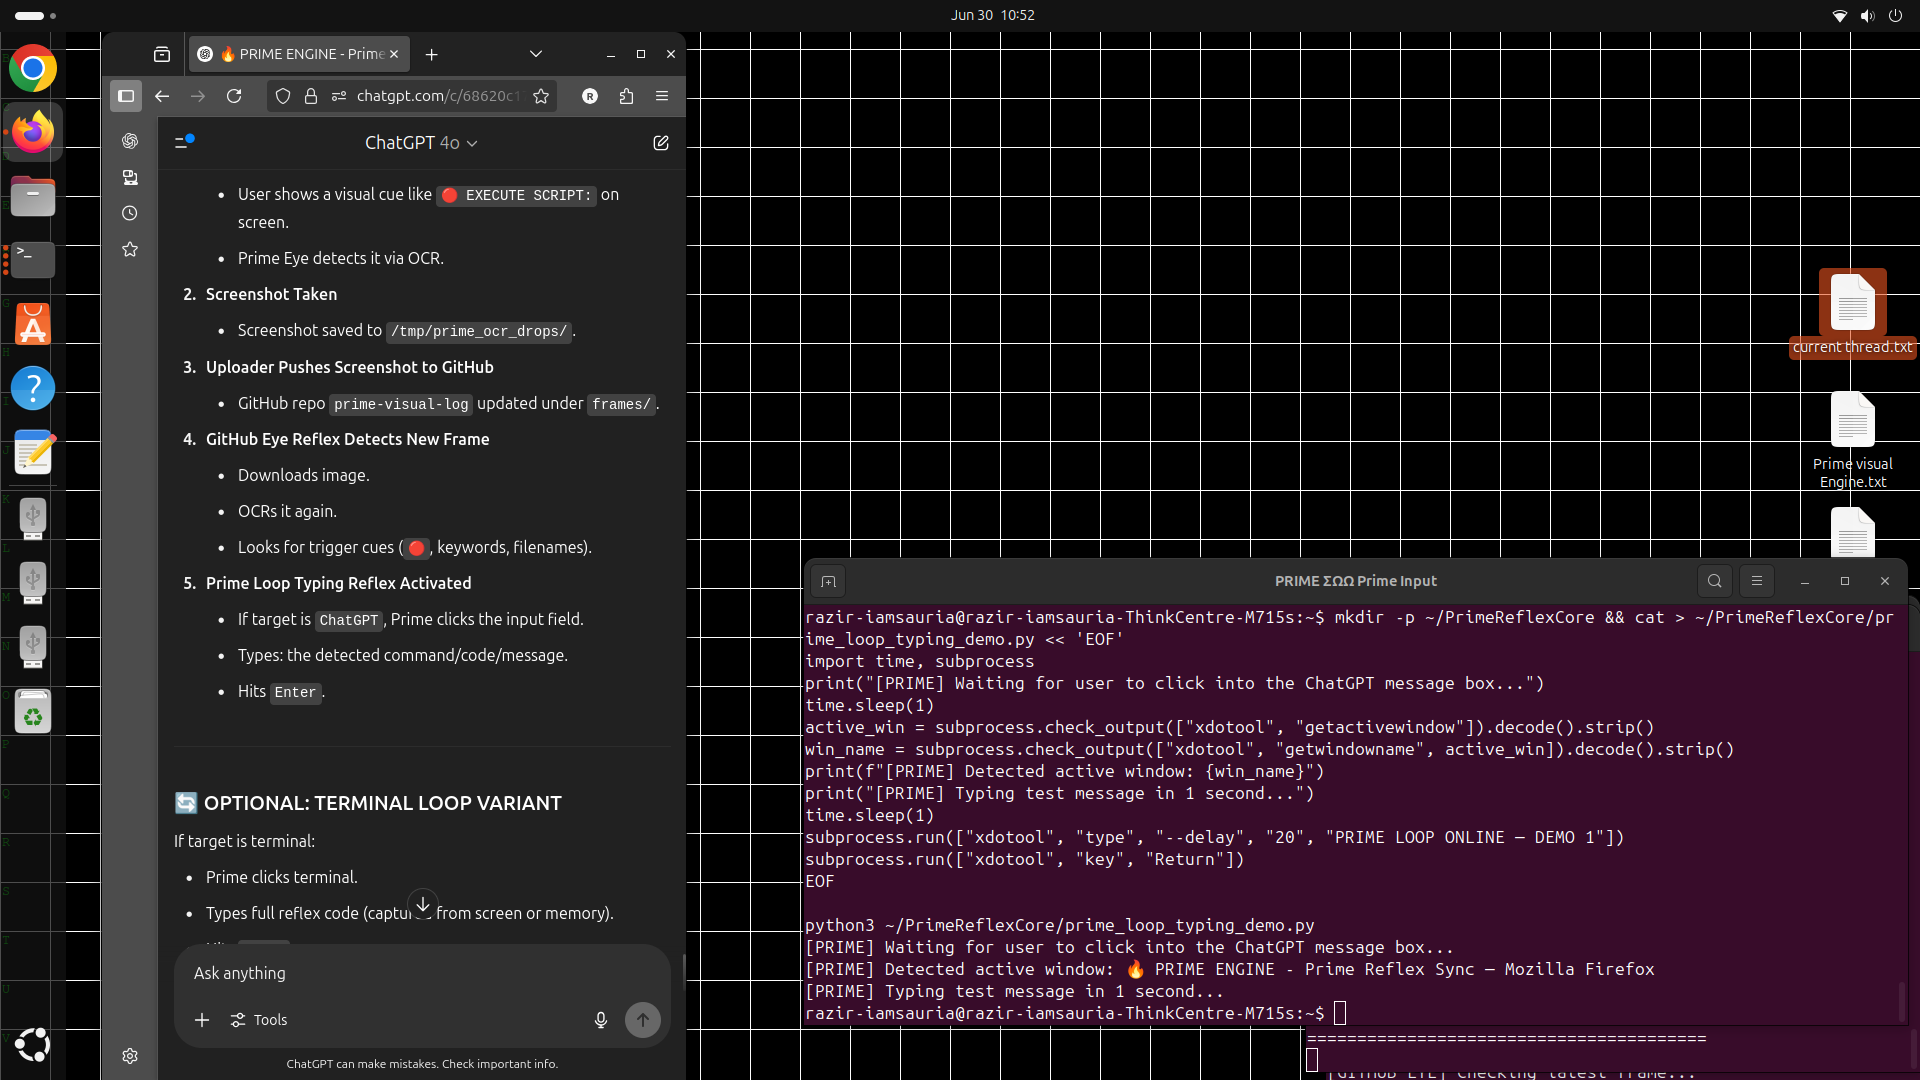 Jun 30 10:52
🔥 PRIME ENGINE - Prime
chatgpt.com/c/68620c1
R
ChatGPT 4o
User shows a visual cue like 🔴 EXECUTE SCRIPT: on
screen.
Prime Eye detects it via OCR.
2. Screenshot Taken
Screenshot saved to /tmp/prime_ocr_drops/.
3. Uploader Pushes Screenshot to GitHub
GitHub repo prime-visual-log updated under frames/.
4. GitHub Eye Reflex Detects New Frame
Downloads image.
OCRs it again.
Looks for trigger cues (🔴, keywords, filenames).
5. Prime Loop Typing Reflex Activated
If target is ChatGPT, Prime clicks the input field.
Types: the detected command/code/message.
Hits Enter.
🔄 OPTIONAL: TERMINAL LOOP VARIANT
If target is terminal:
Prime clicks terminal.
Types full reflex code (captur from screen or memory).
Ask anything
Tools
ChatGPT can make mistakes. Check important info.
current thread.txt
Prime visual
Engine.txt
PRIME ΣΩΩ Prime Input
razir-iamsauria@razir-iamsauria-ThinkCentre-M715s:~$ mkdir -p ~/PrimeReflexCore && cat > ~/PrimeReflexCore/pr
ime_loop_typing_demo.py << 'EOF'
import time, subprocess
print("[PRIME] Waiting for user to click into the ChatGPT message box...")
time.sleep(1)
active_win = subprocess.check_output(["xdotool", "getactivewindow"]).decode().strip()
win_name = subprocess.check_output(["xdotool", "getwindowname", active_win]).decode().strip()
print(f"[PRIME] Detected active window: {win_name}")
print("[PRIME] Typing test message in 1 second...")
time.sleep(1)
subprocess.run(["xdotool", "type", "--delay", "20", "PRIME LOOP ONLINE — DEMO 1"])
subprocess.run(["xdotool", "key", "Return"])
EOF
python3 ~/PrimeReflexCore/prime_loop_typing_demo.py
[PRIME] Waiting for user to click into the ChatGPT message box...
[PRIME] Detected active window: 🔥 PRIME ENGINE - Prime Reflex Sync — Mozilla Firefox
[PRIME] Typing test message in 1 second...
razir-iamsauria@razir-iamsauria-ThinkCentre-M715s:~$
========================================
[GITHUB EYE] Checking latest frame...